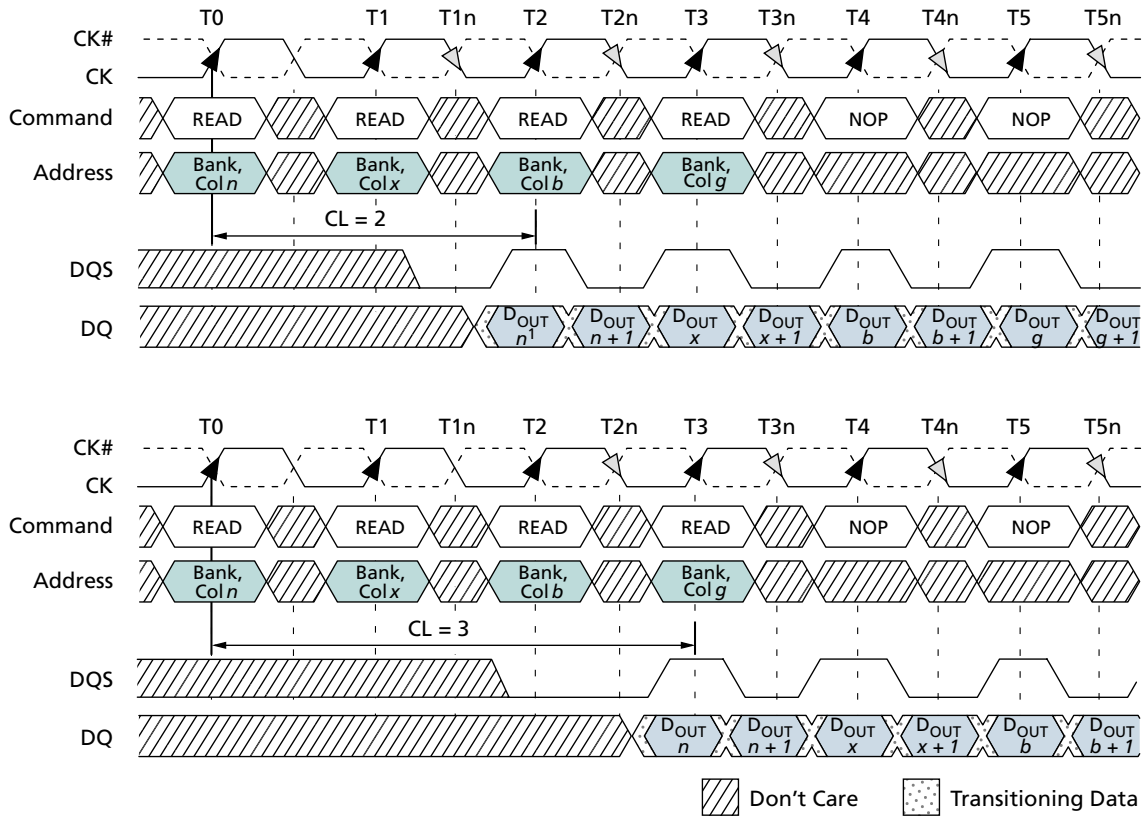 T0 T1 T1n T2 T2n T3 T3n T4 T4n T5 T5n
CK#
CK
Command READ READ READ READ NOP NOP
Address Bank, Col n Bank, Col x Bank, Col b Bank, Col g
CL = 2
DQS
DQ DOUT n1 DOUT n + 1 DOUT x DOUT x + 1 DOUT b DOUT b + 1 DOUT g DOUT g + 1
T0 T1 T1n T2 T2n T3 T3n T4 T4n T5 T5n
CK#
CK
Command READ READ READ READ NOP NOP
Address Bank, Col n Bank, Col x Bank, Col b Bank, Col g
CL = 3
DQS
DQ DOUT n DOUT n + 1 DOUT x DOUT x + 1 DOUT b DOUT b + 1
Don't Care Transitioning Data